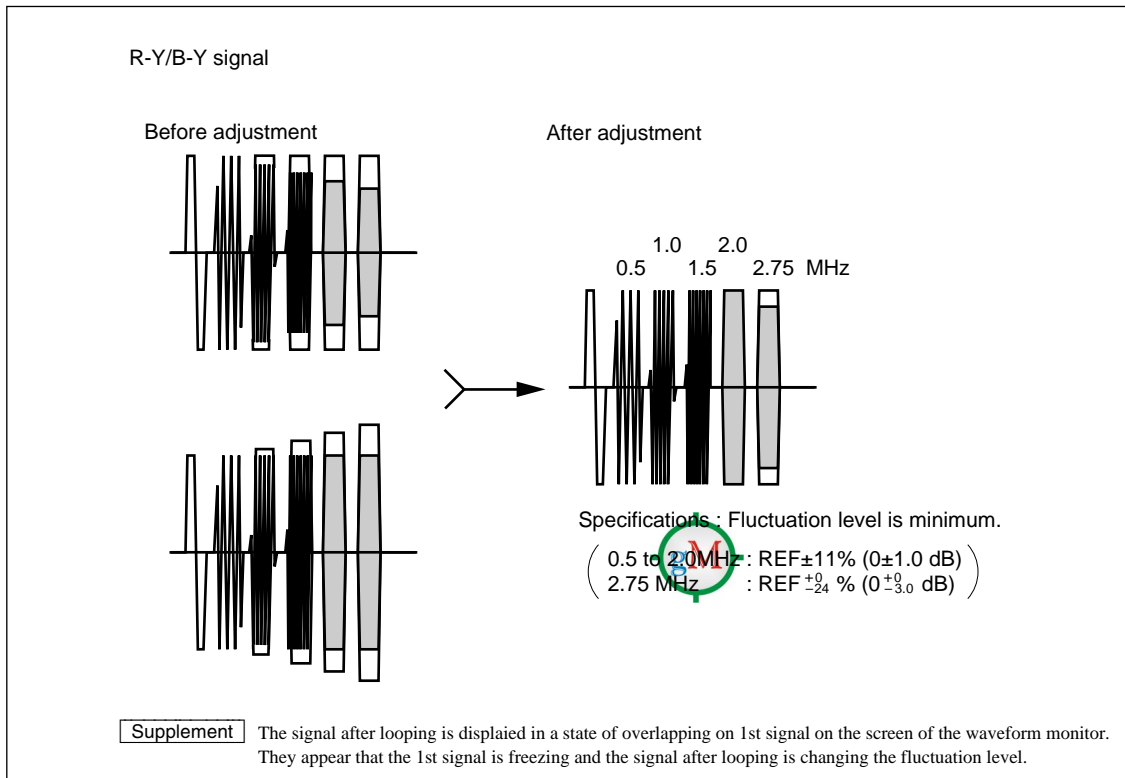 R-Y/B-Y signal
Before adjustment
After adjustment
1.0 2.0
0.5 1.5 2.75 MHz
Specifications : Fluctuation level is minimum.
0.5 to 2.0MHz : REF±11% (0±1.0 dB)
2.75 MHz : REF +0 −24 % (0 +0 −3.0 dB)
gM
Supplement The signal after looping is displaied in a state of overlapping on 1st signal on the screen of the waveform monitor.
They appear that the 1st signal is freezing and the signal after looping is changing the fluctuation level.